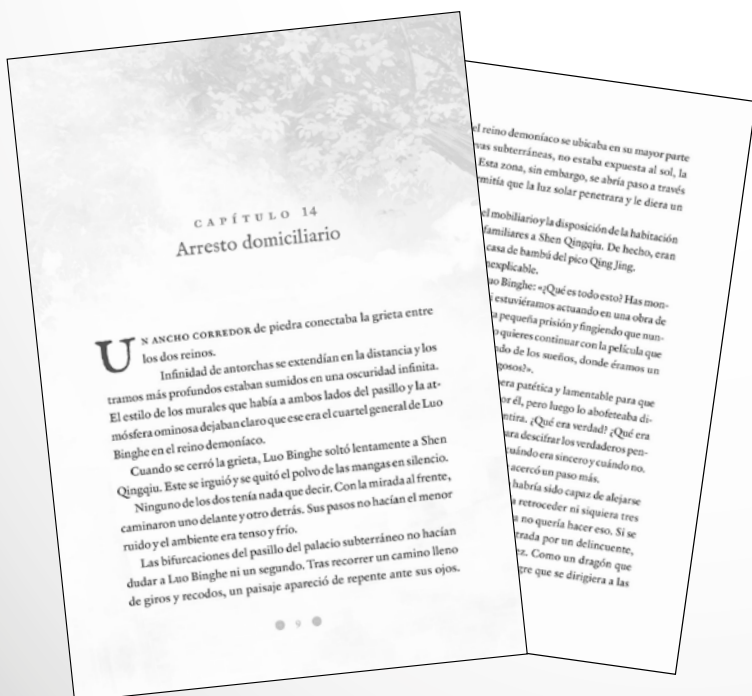 CAPÍTULO 14
Arresto domiciliario
UN ANCHO CORREDOR de piedra conectaba la grieta entre
los dos reinos.
Infinidad de antorchas se extendían en la distancia y los
tramos más profundos estaban sumidos en una oscuridad infinita.
El estilo de los murales que había a ambos lados del pasillo y la at-
mósfera ominosa dejaban claro que ese era el cuartel general de Luo
Binghe en el reino demoníaco.
Cuando se cerró la grieta, Luo Binghe soltó lentamente a Shen
Qingqiu. Este se irguió y se quitó el polvo de las mangas en silencio.
Ninguno de los dos tenía nada que decir. Con la mirada al frente,
caminaron uno delante y otro detrás. Sus pasos no hacían el menor
ruido y el ambiente era tenso y frío.
Las bifurcaciones del pasillo del palacio subterráneo no hacían
dudar a Luo Binghe ni un segundo. Tras recorrer un camino lleno
de giros y recodos, un paisaje apareció de repente ante sus ojos.
9
el reino demoníaco se ubicaba en su mayor parte
vas subterráneas, no estaba expuesta al sol, la
Esta zona, sin embargo, se abría paso a través
rmitía que la luz solar penetrara y le diera un
el mobiliario y la disposición de la habitación
familiares a Shen Qingqiu. De hecho, eran
casa de bambú del pico Qing Jing.
nexplicable.
uo Binghe: «¿Qué es todo esto? Has mon-
i estuviéramos actuando en una obra de
a pequeña prisión y fingiendo que nun-
o quieres continuar con la película que
ndo de los sueños, donde éramos un
gosos?».
era patética y lamentable para que
or él, pero luego lo abofeteaba di-
ntira. ¿Qué era verdad? ¿Qué era
ara descifrar los verdaderos pen-
cuándo era sincero y cuándo no.
acercó un paso más.
habría sido capaz de alejarse
a retroceder ni siquiera tres
a no quería hacer eso. Si se
trada por un delincuente,
ez. Como un dragón que
gre que se dirigiera a las